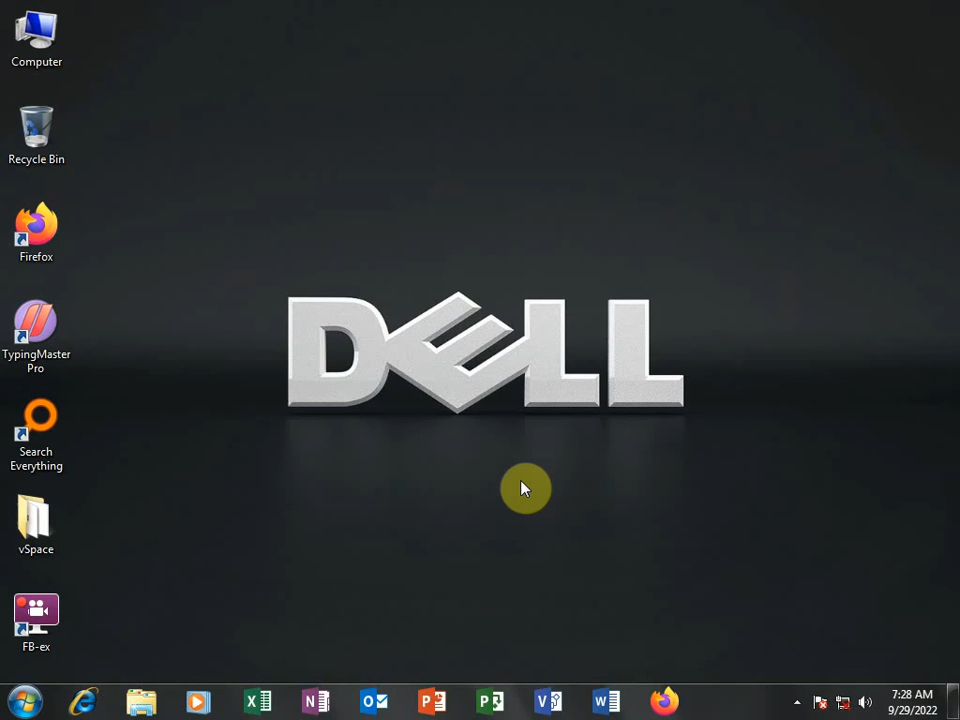 Computer
Recycle Bin
Firefox
TypingMaster
Pro
Search
Everything
vSpace
FB-ex
DELL
7:28 AM
9/29/2022